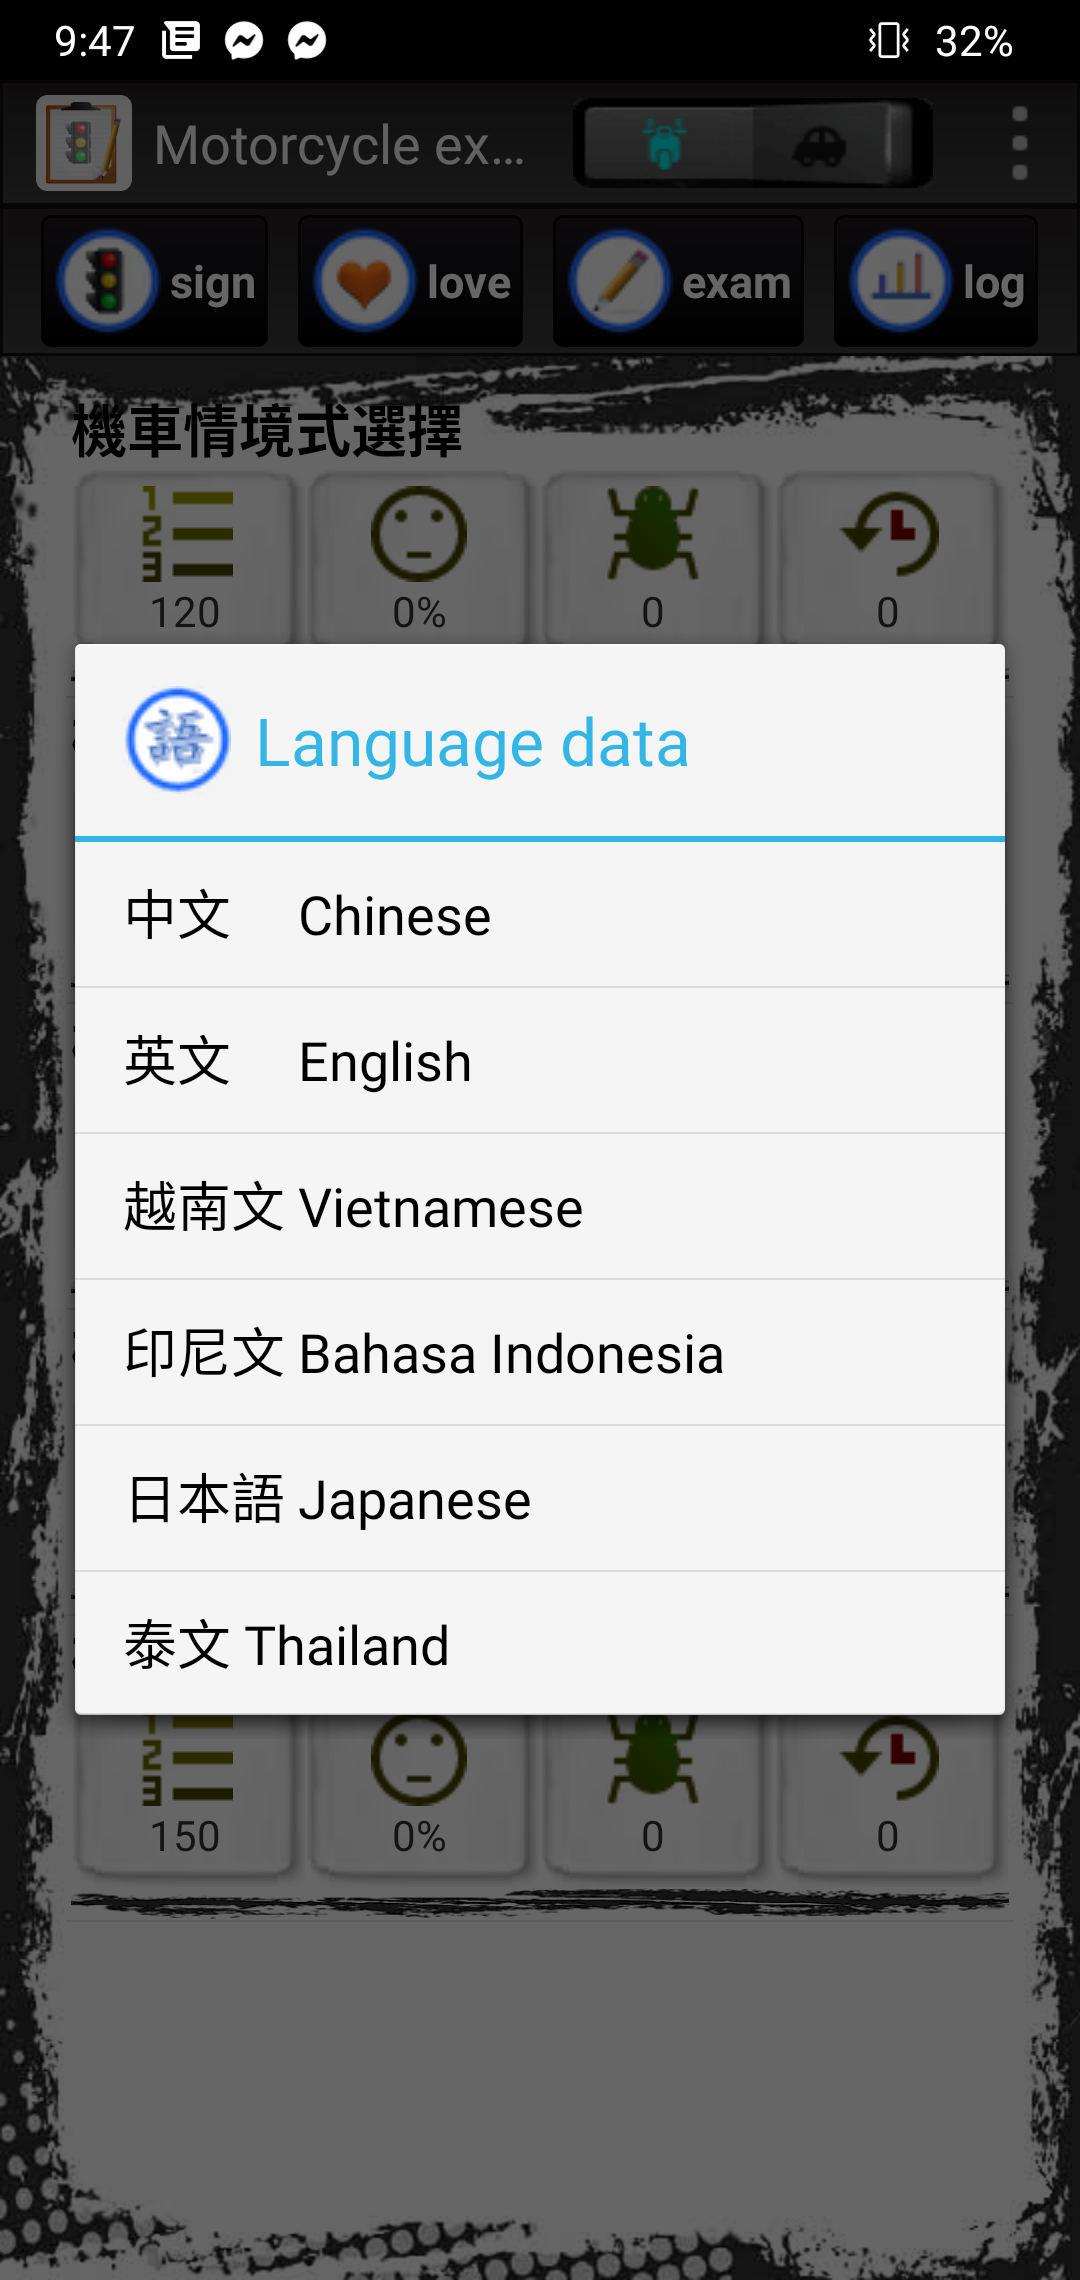 9:47
32%
Motorcycle ex...
sign
love
exam
log
機車情境式選擇
120
0%
0
0
Language data
中文 Chinese
英文 English
越南文 Vietnamese
印尼文 Bahasa Indonesia
日本語 Japanese
泰文 Thailand
150
0%
0
0